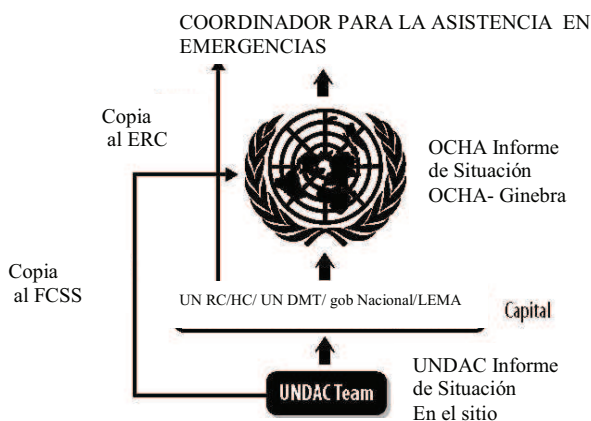 COORDINADOR PARA LA ASISTENCIA EN
EMERGENCIAS
Copia
al ERC
OCHA Informe
de Situación
OCHA- Ginebra
Copia
al FCSS
UN RC/HC/ UN DMT/ gob Nacional/LEMA
Capital
UNDAC Team
UNDAC Informe
de Situación
En el sitio